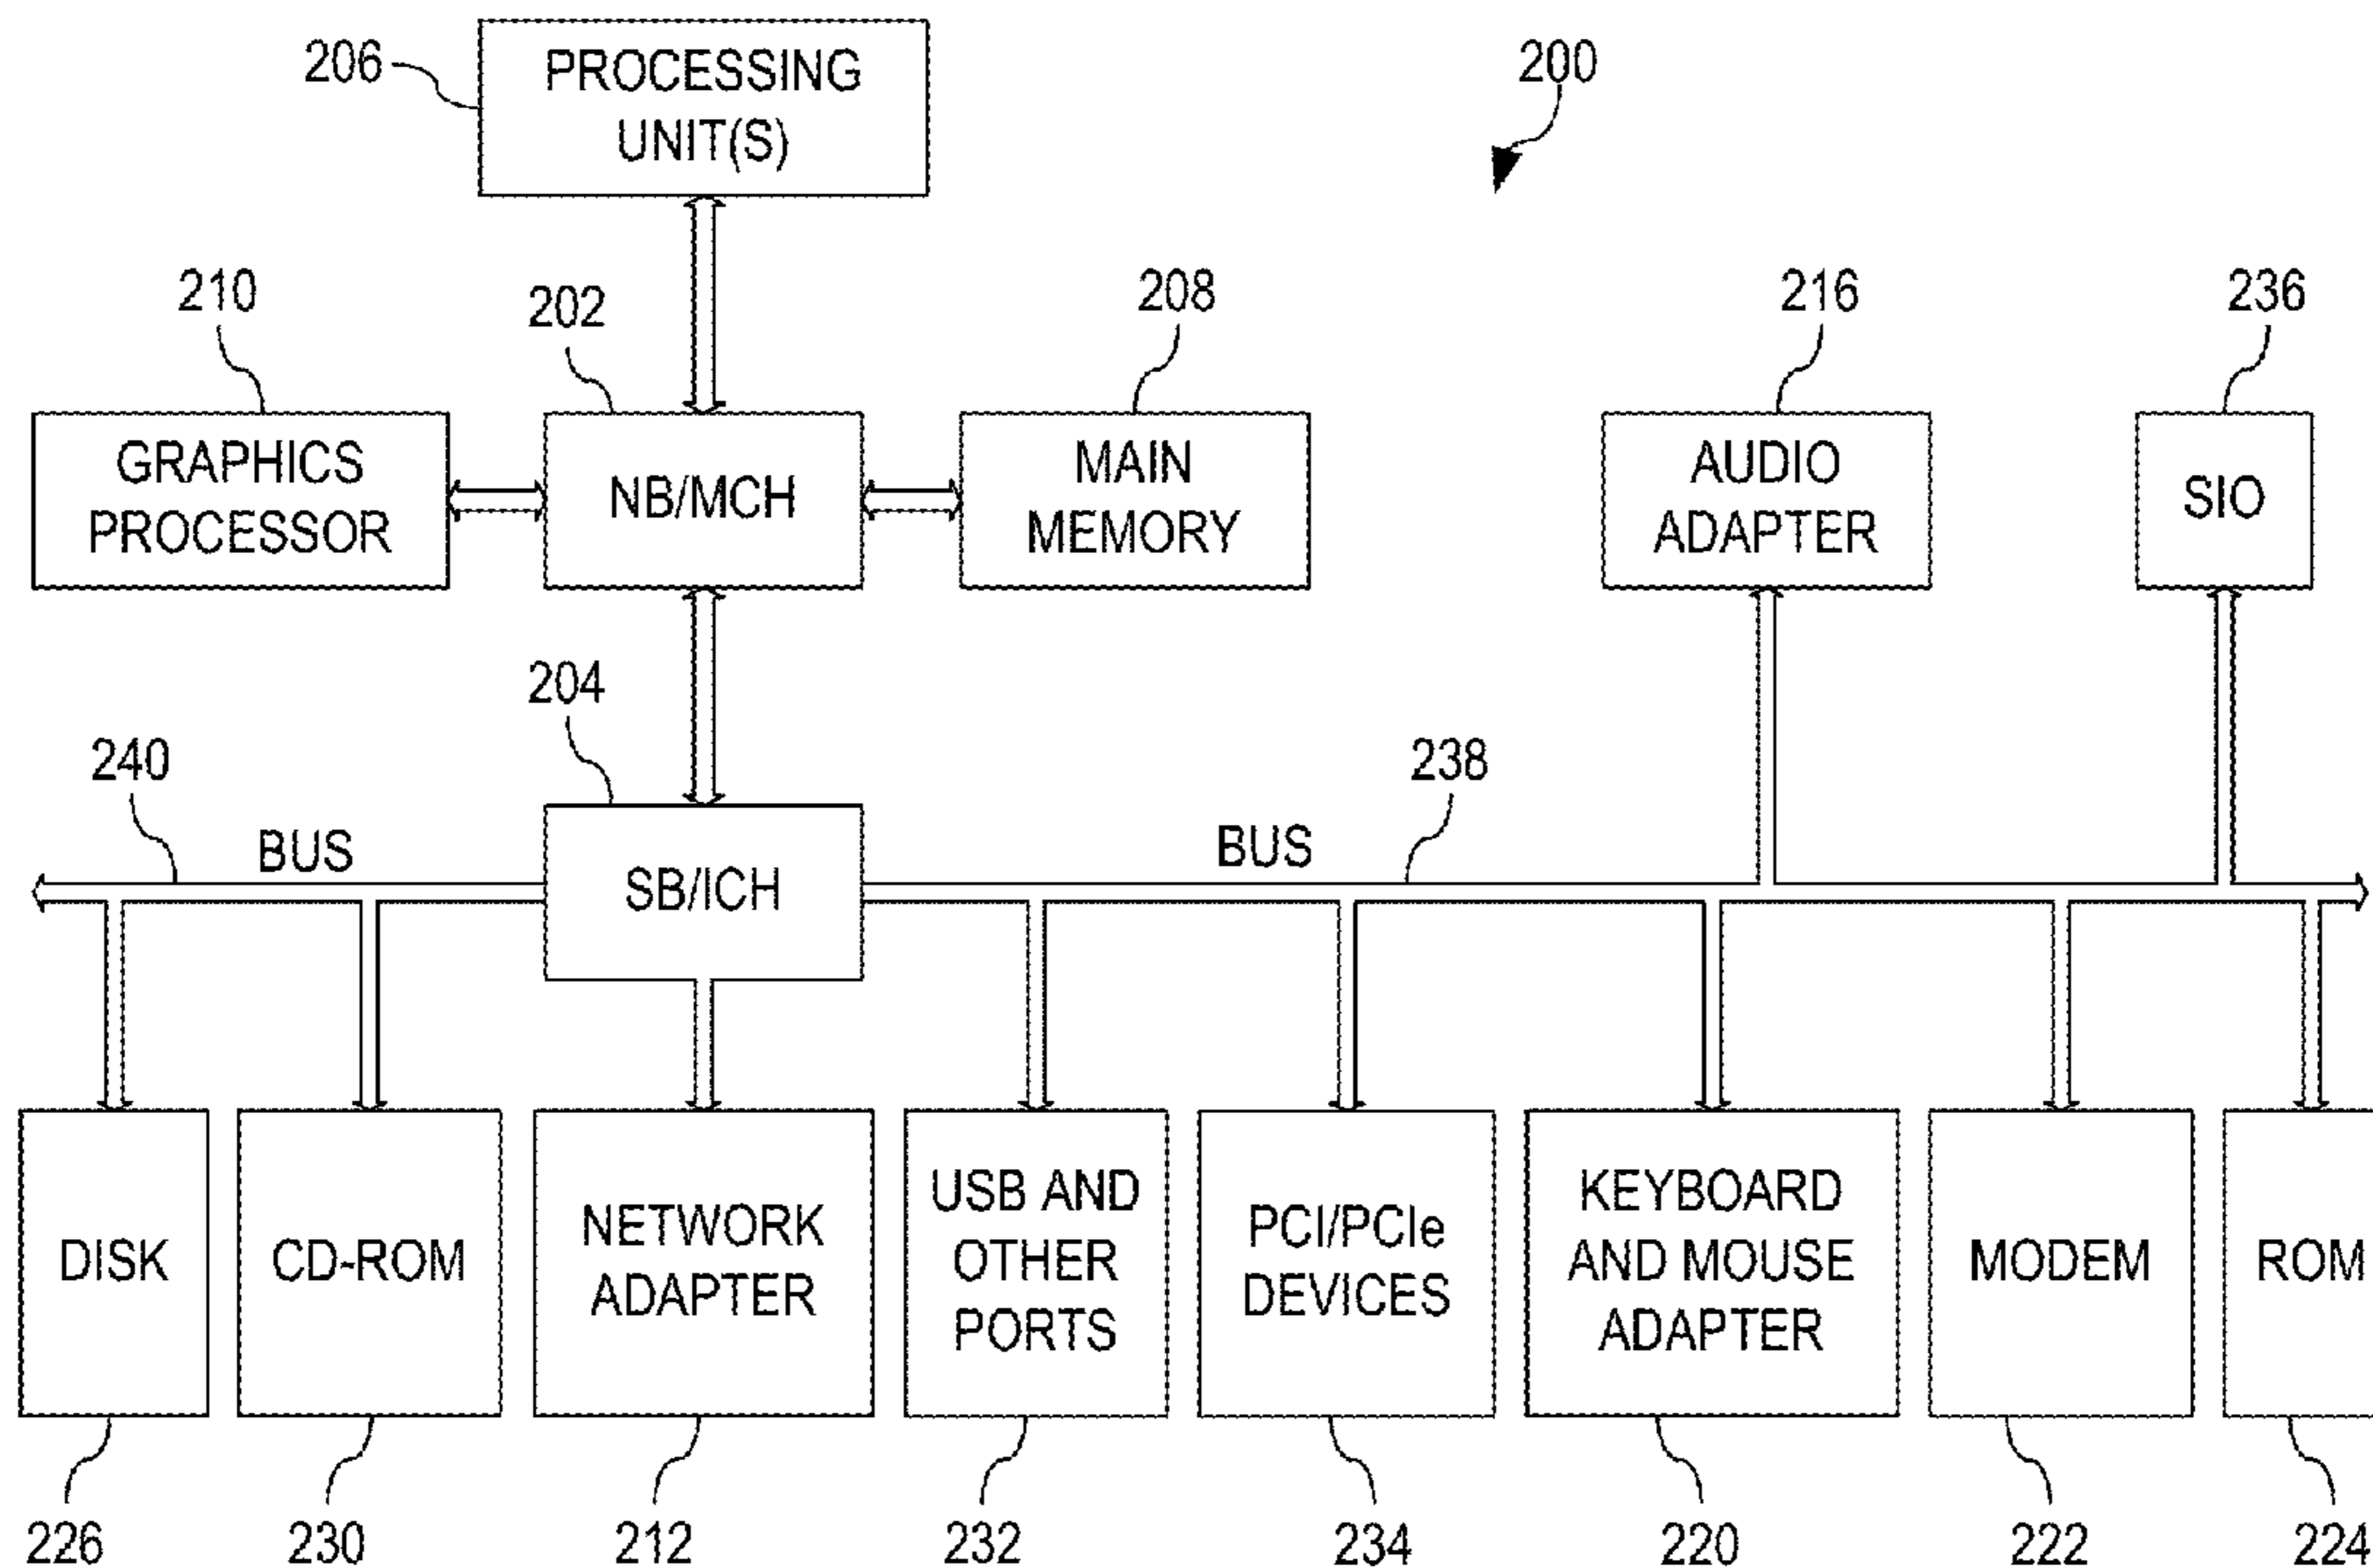 206
PROCESSING
UNIT(S)
200
210
202
208
216
236
GRAPHICS
PROCESSOR
NB/MCH
MAIN
MEMORY
AUDIO
ADAPTER
SIO
204
240
238
BUS
SB/ICH
BUS
DISK
CD-ROM
NETWORK
ADAPTER
USB AND
OTHER
PORTS
PCI/PCIe
DEVICES
KEYBOARD
AND MOUSE
ADAPTER
MODEM
ROM
226
230
212
232
234
220
222
224